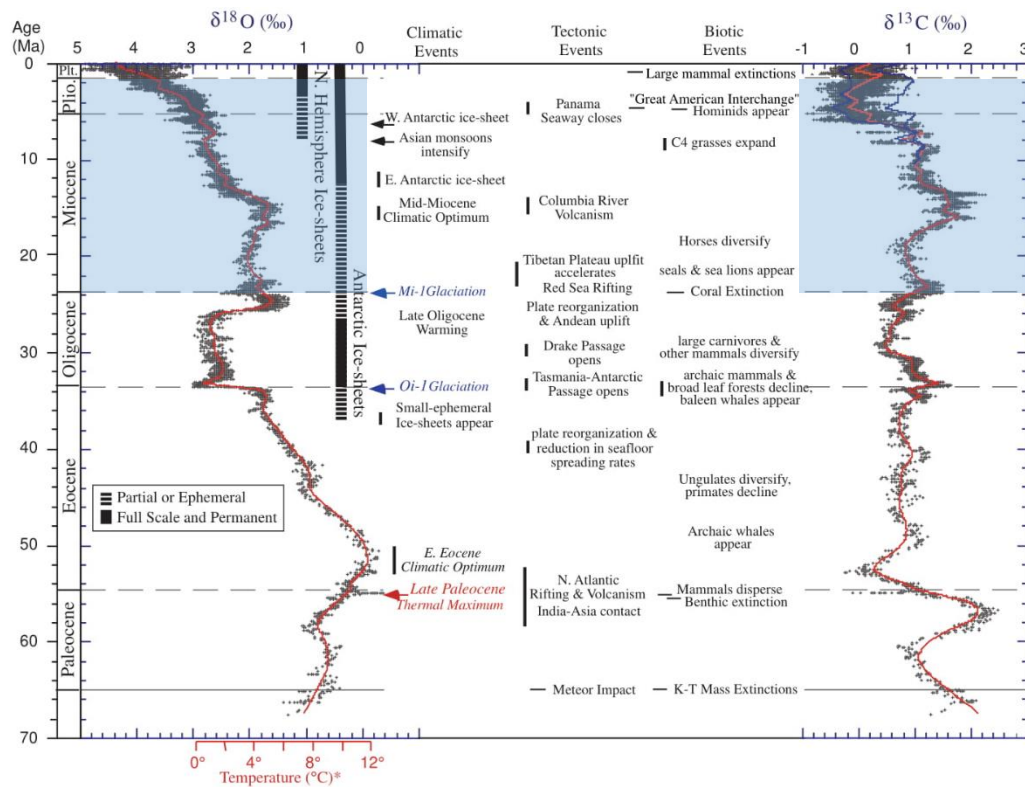 Age
(Ma)
δ18O (‰)
Climatic
Events
Tectonic
Events
Biotic
Events
δ13C (‰)
5 4 3 2 1 0
-1 0 1 2 3
0
10
20
30
40
50
60
70
Plt.
Plio.
Miocene
Oligocene
Eocene
Paleocene
N. Hemisphere Ice-sheets
Antarctic Ice-sheets
W. Antarctic ice-sheet
Asian monsoons
intensify
E. Antarctic ice-sheet
Mid-Miocene
Climatic Optimum
Mi-1Glaciation
Late Oligocene
Warming
Oi-1 Glaciation
Small-ephemeral
Ice-sheets appear
E. Eocene
Climatic Optimum
Late Paleocene
Thermal Maximum
Panama
Seaway closes
Columbia River
Volcanism
Tibetan Plateau uplfit
accelerates
Red Sea Rifting
Plate reorganization
& Andean uplift
Drake Passage
opens
Tasmania-Antarctic
Passage opens
plate reorganization &
reduction in seafloor
spreading rates
N. Atlantic
Rifting & Volcanism
India-Asia contact
Meteor Impact
Large mammal extinctions
"Great American Interchange"
Hominids appear
C4 grasses expand
Horses diversify
seals & sea lions appear
Coral Extinction
large carnivores &
other mammals diversify
archaic mammals &
broad leaf forests decline,
baleen whales appear
Ungulates diversify,
primates decline
Archaic whales
appear
Mammals disperse
Benthic extinction
K-T Mass Extinctions
Partial or Ephemeral
Full Scale and Permanent
0° 4° 8° 12°
Temperature (°C)*